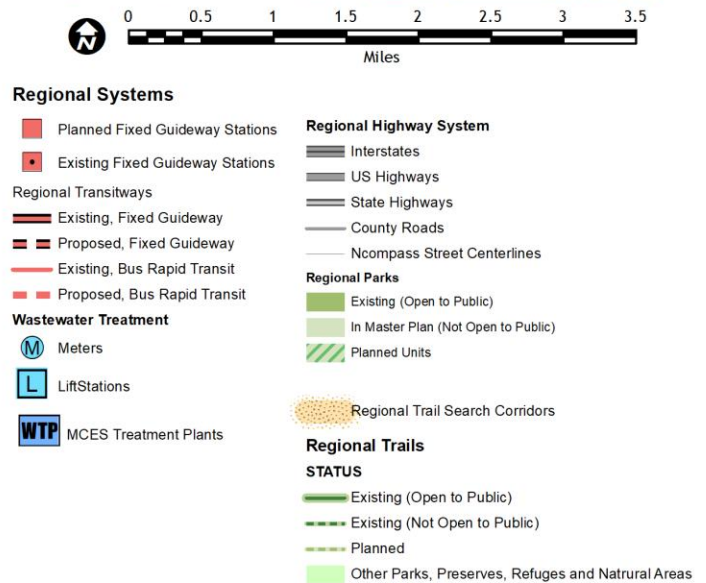 0 0.5 1 1.5 2 2.5 3 3.5
N
Miles
Regional Systems
Planned Fixed Guideway Stations
Existing Fixed Guideway Stations
Regional Transitways
Existing, Fixed Guideway
Proposed, Fixed Guideway
Existing, Bus Rapid Transit
Proposed, Bus Rapid Transit
Wastewater Treatment
M Meters
L LiftStations
WTP MCES Treatment Plants
Regional Highway System
Interstates
US Highways
State Highways
County Roads
Ncompass Street Centerlines
Regional Parks
Existing (Open to Public)
In Master Plan (Not Open to Public)
Planned Units
Regional Trail Search Corridors
Regional Trails
STATUS
Existing (Open to Public)
Existing (Not Open to Public)
Planned
Other Parks, Preserves, Refuges and Natrural Areas